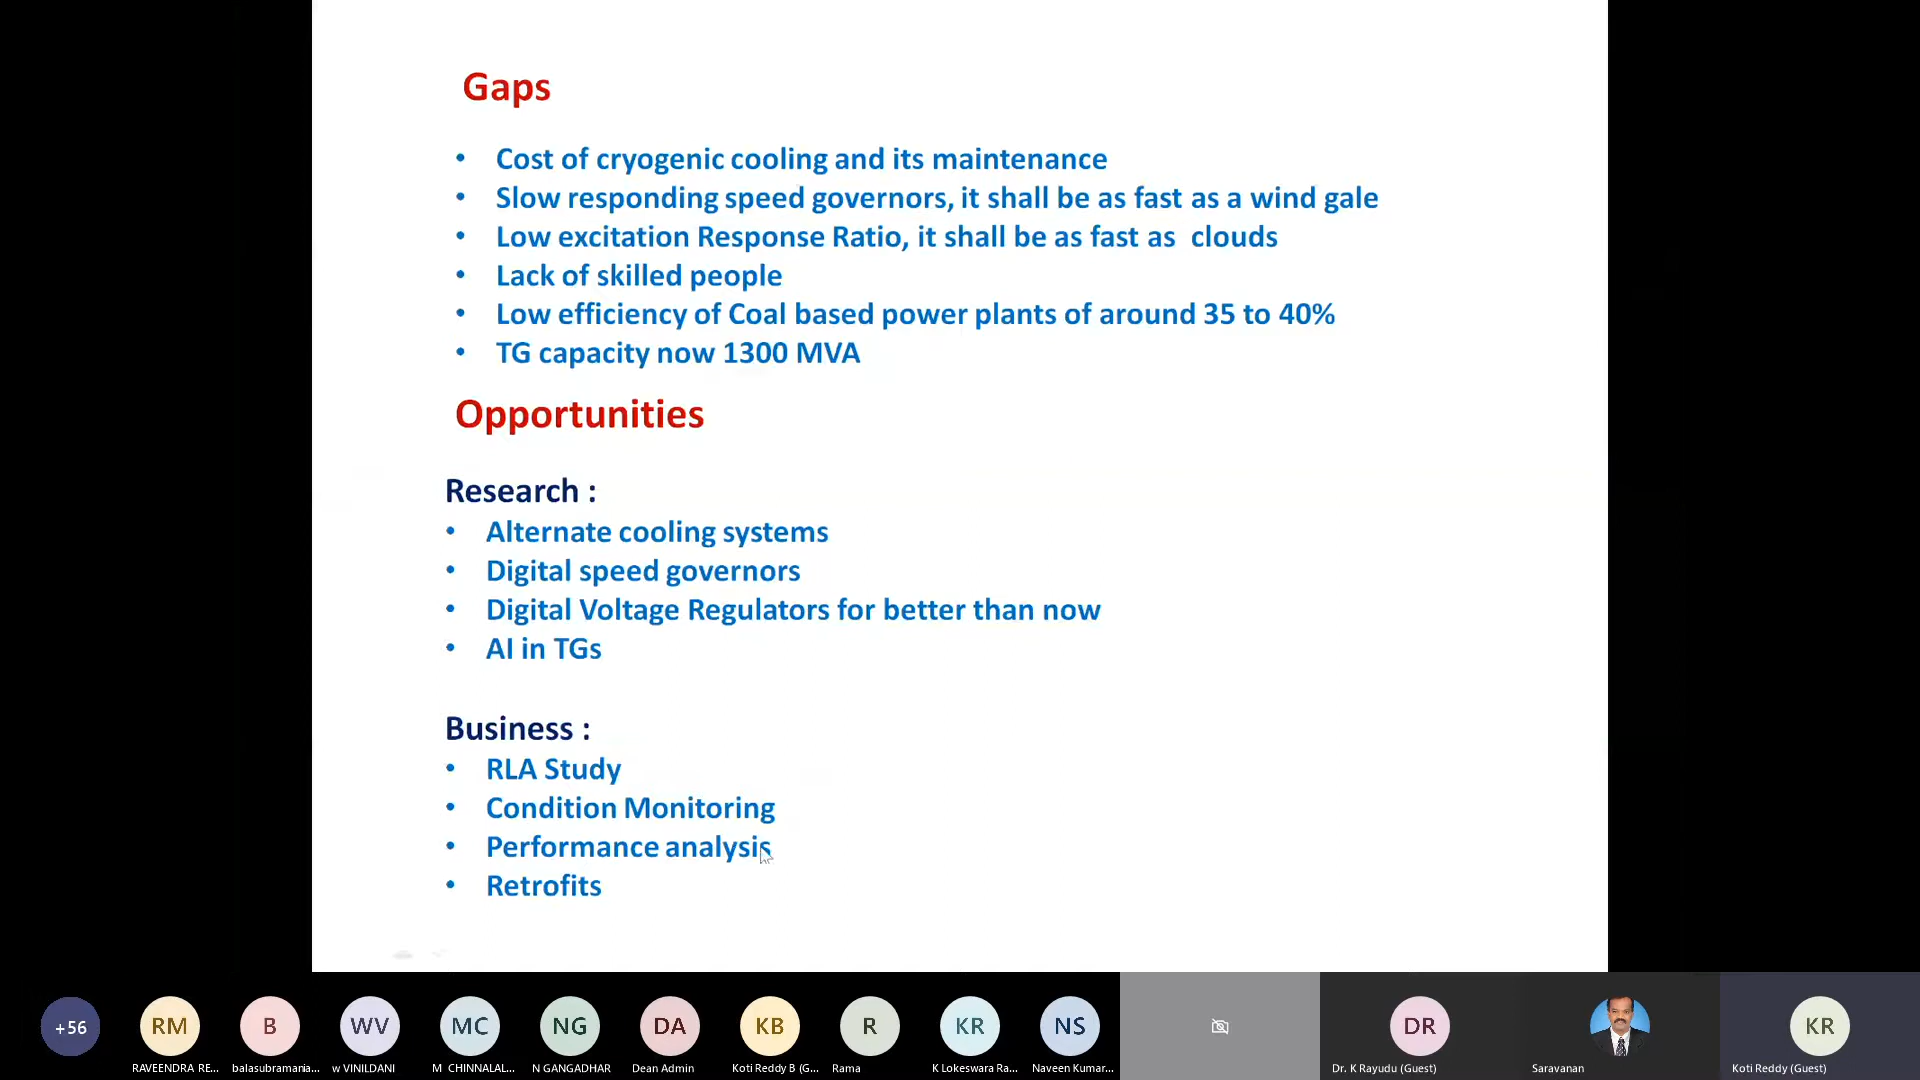 Gaps
• Cost of cryogenic cooling and its maintenance
• Slow responding speed governors, it shall be as fast as a wind gale
• Low excitation Response Ratio, it shall be as fast as clouds
• Lack of skilled people
• Low efficiency of Coal based power plants of around 35 to 40%
• TG capacity now 1300 MVA
Opportunities
Research :
• Alternate cooling systems
• Digital speed governors
• Digital Voltage Regulators for better than now
• AI in TGs
Business :
• RLA Study
• Condition Monitoring
• Performance analysis
• Retrofits
+56 RM B WV MC NG DA KB R KR NS DR KR
RAVEENDRA RE... balasubramania... w VINILDANI M CHINNALAL... N GANGADHAR Dean Admin Koti Reddy B (G... Rama K Lokeswara Ra... Naveen Kumar... Dr. K Rayudu (Guest) Saravanan Koti Reddy (Guest)